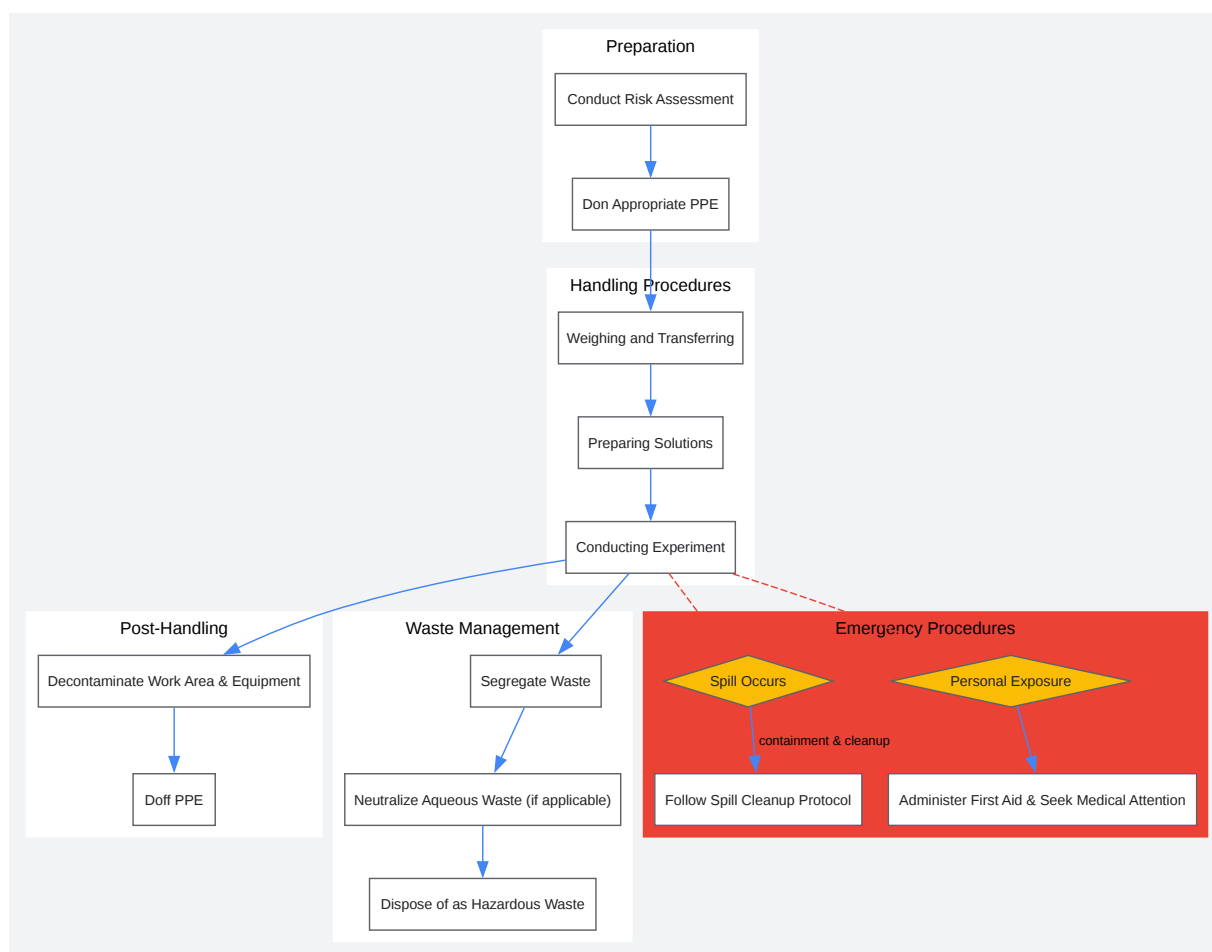 Preparation
Conduct Risk Assessment
Don Appropriate PPE
Handling Procedures
Weighing and Transferring
Preparing Solutions
Conducting Experiment
Post-Handling
Decontaminate Work Area & Equipment
Doff PPE
Waste Management
Segregate Waste
Neutralize Aqueous Waste (if applicable)
Dispose of as Hazardous Waste
Emergency Procedures
Spill Occurs
Personal Exposure
containment & cleanup
Follow Spill Cleanup Protocol
Administer First Aid & Seek Medical Attention